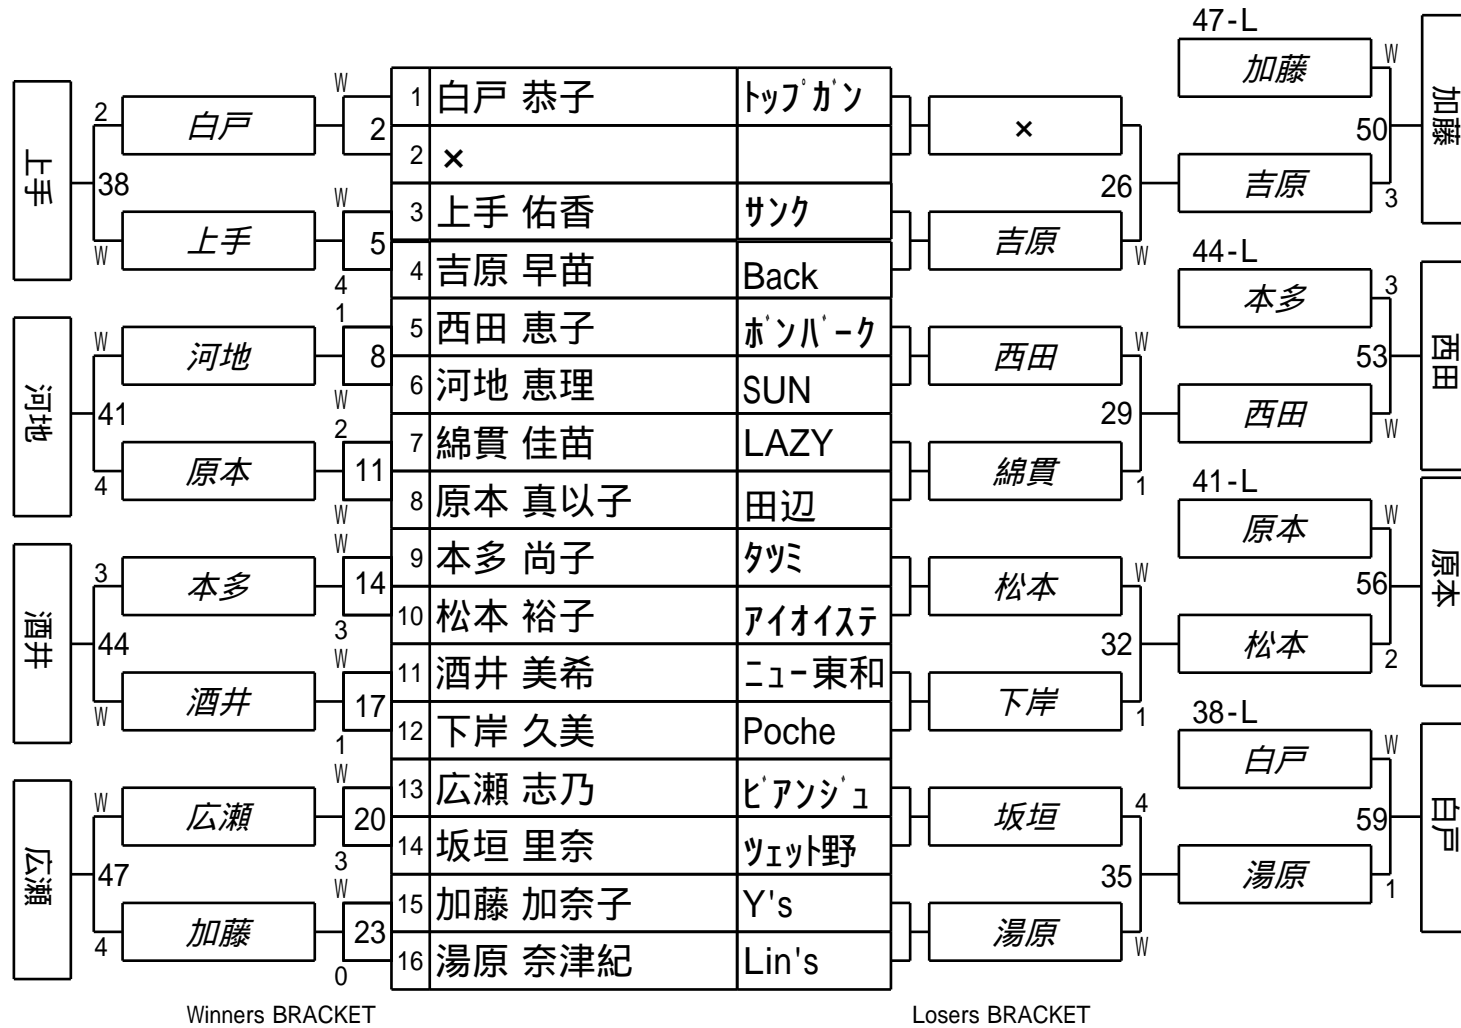 47-L
加藤
W
50
加藤
吉原
3
44-L
本多
3
53
西田
西田
W
41-L
原本
W
56
原本
松本
2
38-L
白戸
W
59
白戸
湯原
1
上手
2
白戸
38
W
上手
河地
W
河地
41
4
原本
酒井
3
本多
44
W
酒井
広瀬
W
広瀬
47
4
加藤
W
2
W
5
4
1
8
W
2
11
W
W
14
3
W
17
1
W
20
3
W
23
0
1 白戸 恭子 トップガン
2 ×
3 上手 佑香 サンク
4 吉原 早苗 Back
5 西田 恵子 ボンバーク
6 河地 恵理 SUN
7 綿貫 佳苗 LAZY
8 原本 真以子 田辺
9 本多 尚子 タツミ
10 松本 裕子 アイオイステ
11 酒井 美希 ニュー東和
12 下岸 久美 Poche
13 広瀬 志乃 ビアンジュ
14 坂垣 里奈 ツェット野
15 加藤 加奈子 Y's
16 湯原 奈津紀 Lin's
×
26
吉原
W
西田
W
29
綿貫
1
松本
W
32
下岸
1
坂垣
4
35
湯原
W
Winners BRACKET
Losers BRACKET